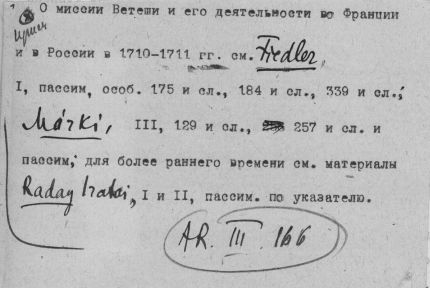 О миссии Ветеши и его деятельности во Франции
и в России в 1710-1711 гг. см. Fiedler,
I, пассим, особ. 175 и сл., 184 и сл., 339 и сл.;
Márki, III, 129 и сл., 257 и сл. и
пассим; для более раннего времени см. материалы
Raday Iratai, I и II, пассим. по указателю.
AR. III. 166